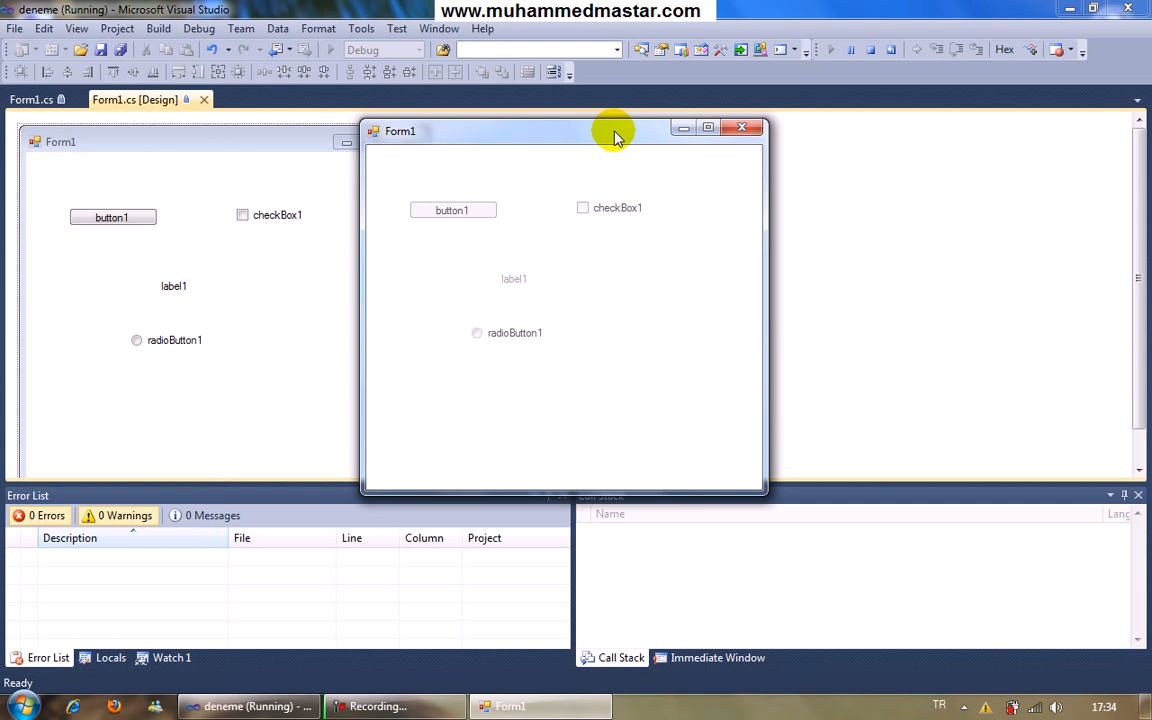 deneme (Running) - Microsoft Visual Studio
www.muhammedmastar.com
File Edit View Project Build Debug Team Data Format Tools Test Window Help
Debug
Hex
Form1.cs
Form1.cs [Design]
Form1
button1
checkBox1
label1
radioButton1
Form1
button1
checkBox1
label1
radioButton1
Error List
0 Errors
0 Warnings
0 Messages
Description File Line Column Project
Call Stack
Name Lang
Error List Locals Watch 1
Call Stack Immediate Window
Ready
deneme (Running) - ...
Recording...
Form1
TR
17:34